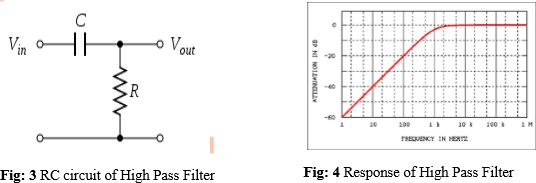 C
Vin
Vout
R
Fig: 3 RC circuit of High Pass Filter
ATTENUATION IN dB
0
-20
-40
-60
1 10 100 1 k 10 k 100 k 1 M
FREQUENCY IN HERTZ
Fig: 4 Response of High Pass Filter